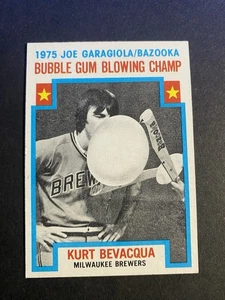 1975 JOE GARAGIOLA/BAZOOKA
BUBBLE GUM BLOWING CHAMP
BREW
KURT BEVACQUA
MILWAUKEE BREWERS